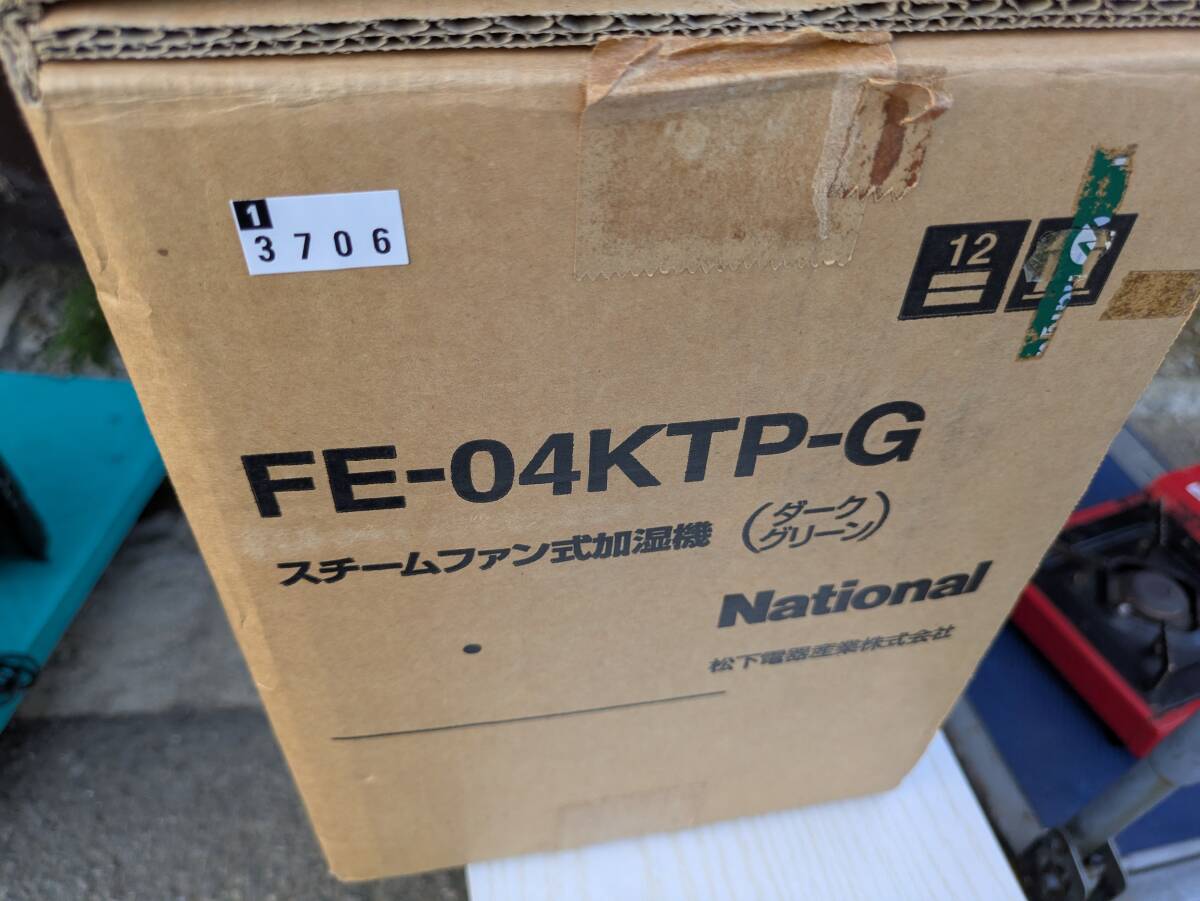 1
3706
12
FE-04KTP-G
スチームファン式加湿機
(ダーク
グリーン)
National
松下電器産業株式会社